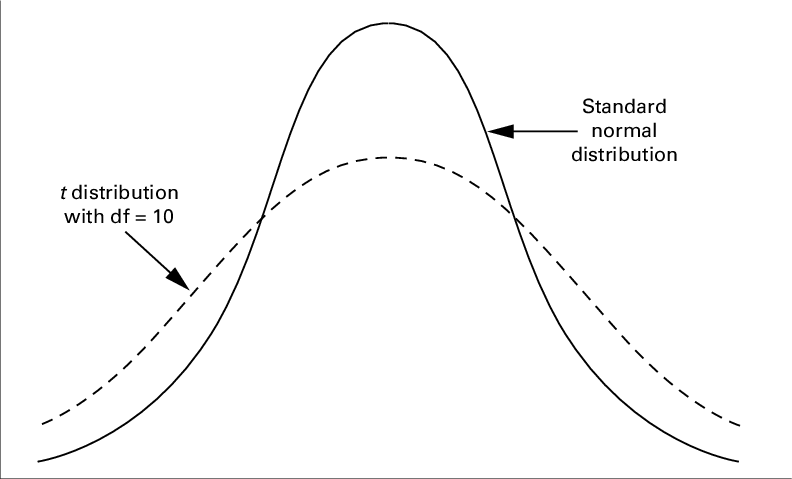 Standard
normal
distribution
t distribution
with df = 10